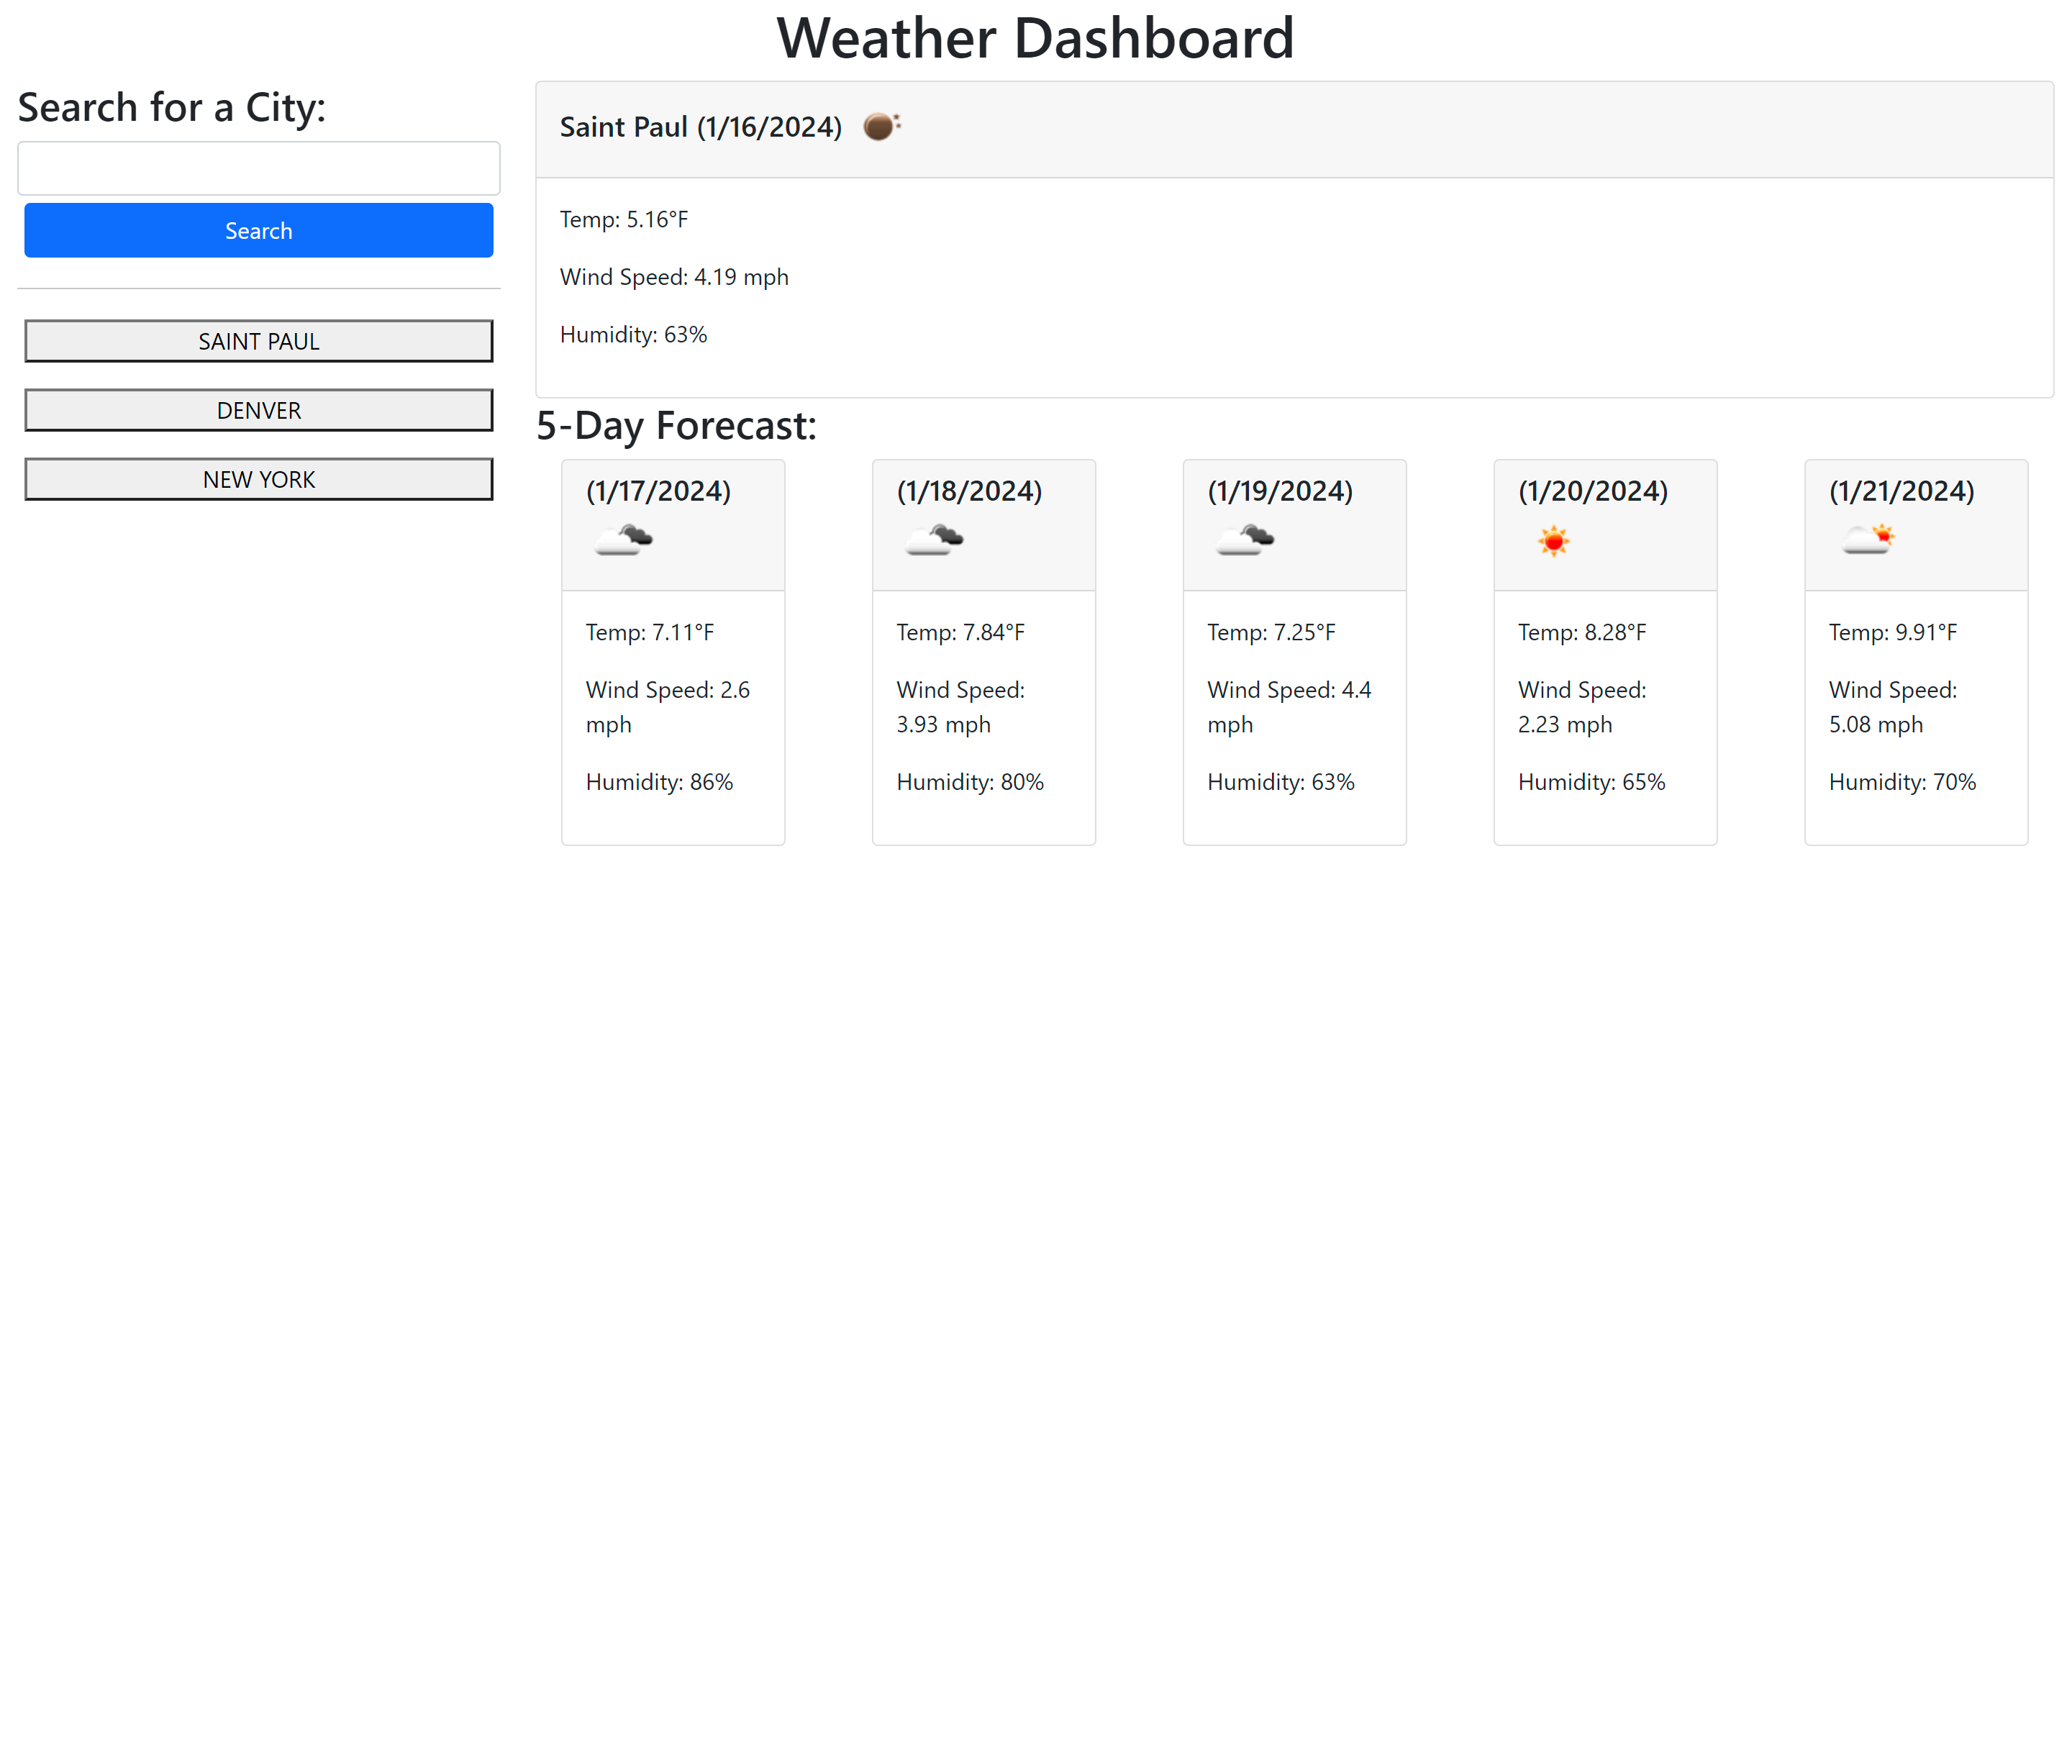 Weather Dashboard
Search for a City:
Search
SAINT PAUL
DENVER
NEW YORK
Saint Paul (1/16/2024)
Temp: 5.16°F
Wind Speed: 4.19 mph
Humidity: 63%
5-Day Forecast:
(1/17/2024)
Temp: 7.11°F
Wind Speed: 2.6
mph
Humidity: 86%
(1/18/2024)
Temp: 7.84°F
Wind Speed:
3.93 mph
Humidity: 80%
(1/19/2024)
Temp: 7.25°F
Wind Speed: 4.4
mph
Humidity: 63%
(1/20/2024)
Temp: 8.28°F
Wind Speed:
2.23 mph
Humidity: 65%
(1/21/2024)
Temp: 9.91°F
Wind Speed:
5.08 mph
Humidity: 70%